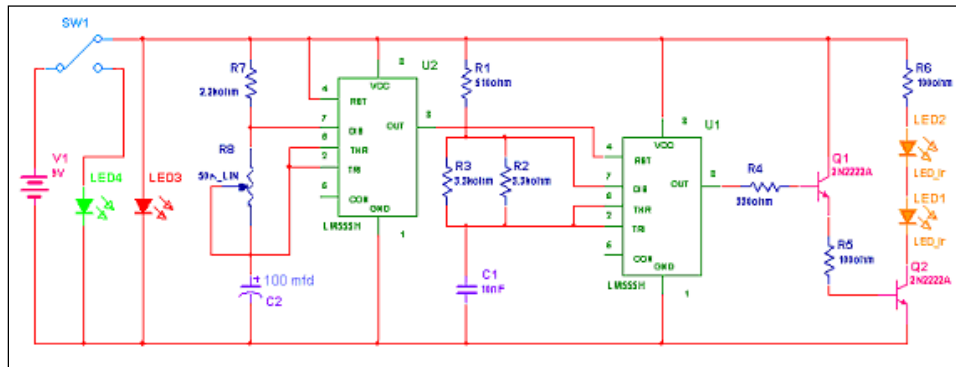 SW1
V1
9V
LED4
LED3
R7
2.2kohm
R8
50K_LIN
100 mfd
C2
U2
8
VCC
4
RST
OUT
3
7
DIS
6
THR
2
TRI
5
CON
GND
LM555H
1
R1
510ohm
R3
3.3kohm
R2
3.3kohm
C1
10nF
U1
8
VCC
4
RST
OUT
3
7
DIS
6
THR
2
TRI
5
CON
GND
LM555H
1
R4
330ohm
Q1
2N2222A
R5
100ohm
R6
100ohm
LED2
LED_ir
LED1
LED_ir
Q2
2N2222A